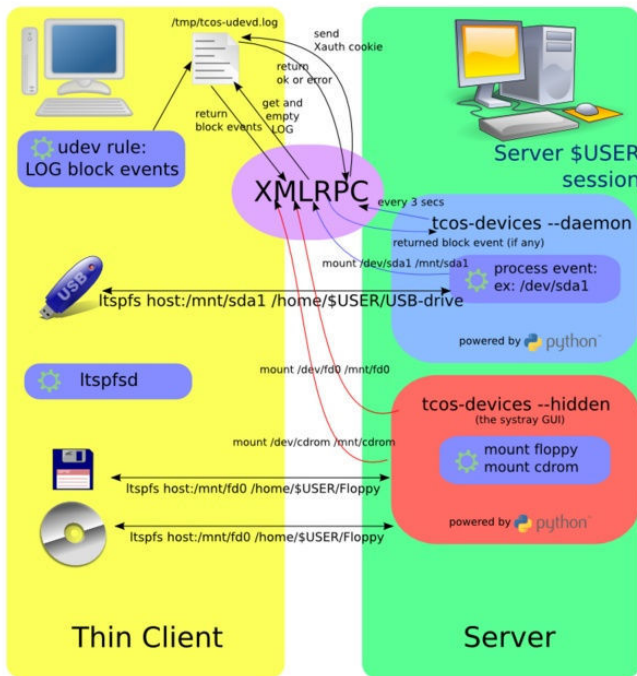 /tmp/tcos-udevd.log
send
Xauth cookie
return
ok or error
get and
empty
LOG
return
block events
udev rule:
LOG block events
Server $USER
session
XMLRPC
every 3 secs
tcos-devices --daemon
returned block event (if any)
mount /dev/sda1 /mnt/sda1
process event:
ex: /dev/sda1
USB
ltspfs host:/mnt/sda1 /home/$USER/USB-drive
powered by python
mount /dev/fd0 /mnt/fd0
ltspfsd
tcos-devices --hidden
(the systray GUI)
mount /dev/cdrom /mnt/cdrom
mount floppy
mount cdrom
ltspfs host:/mnt/fd0 /home/$USER/Floppy
powered by python
ltspfs host:/mnt/fd0 /home/$USER/Floppy
Thin Client
Server